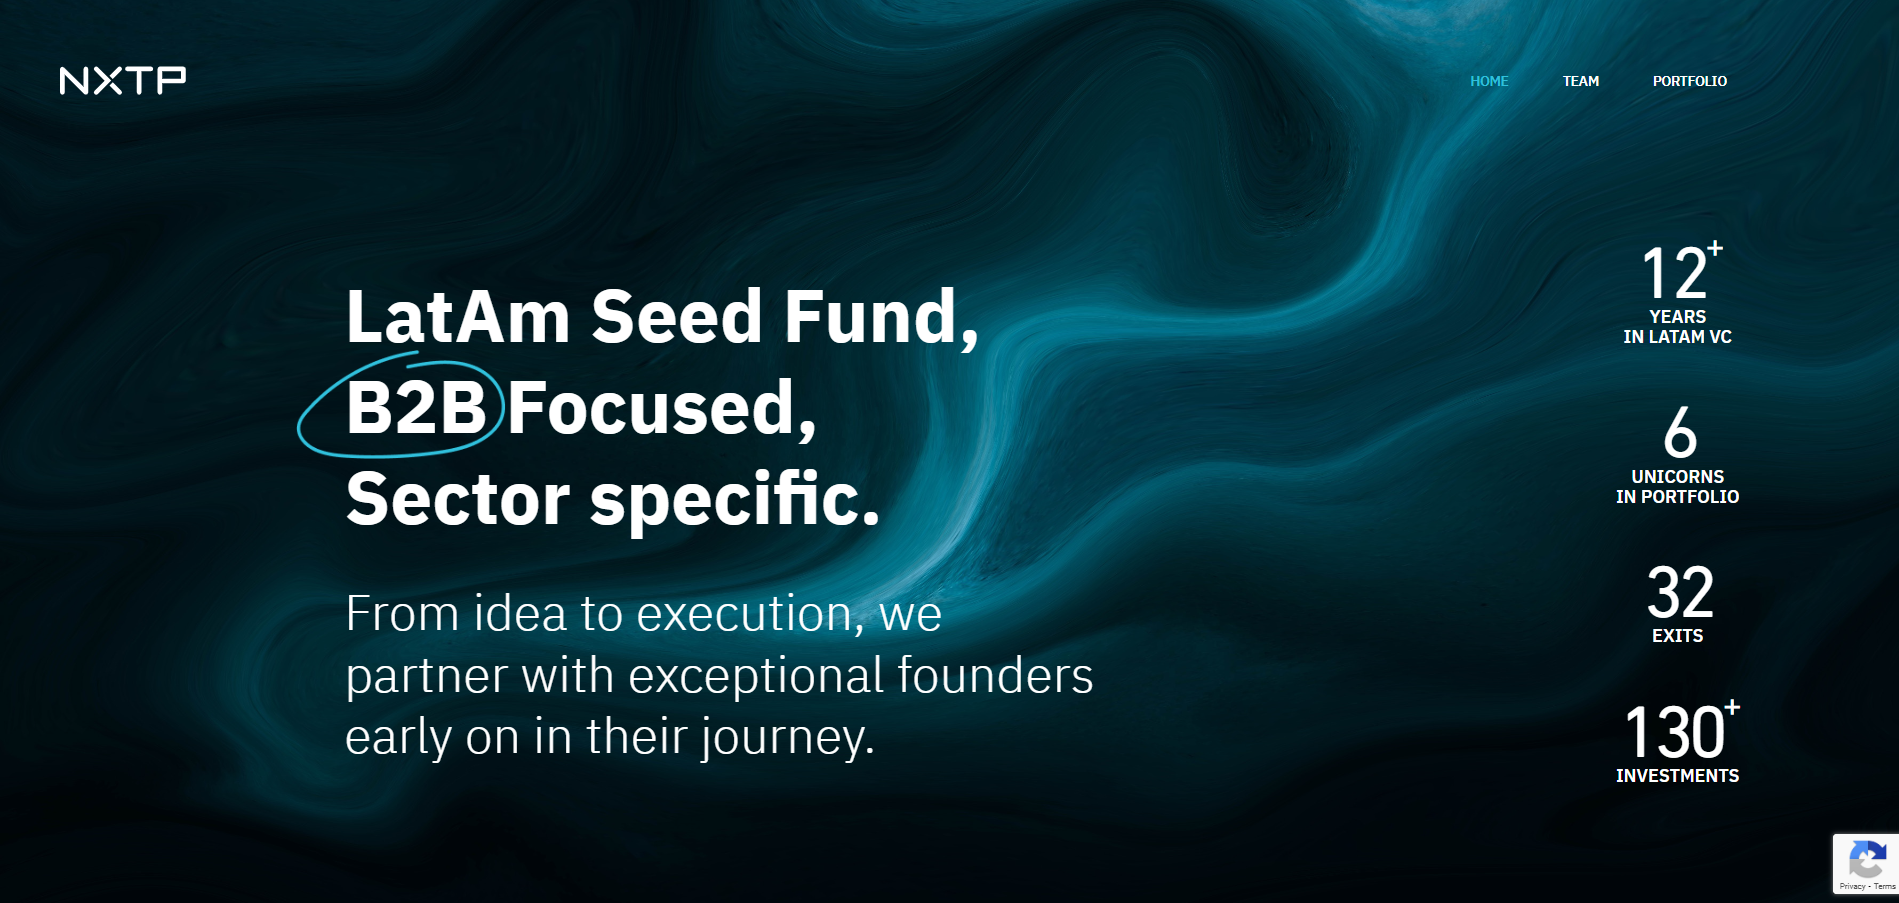 NXTP
HOME
TEAM
PORTFOLIO
LatAm Seed Fund,
B2B Focused,
Sector specific.
From idea to execution, we
partner with exceptional founders
early on in their journey.
12+
YEARS
IN LATAM VC
6
UNICORNS
IN PORTFOLIO
32
EXITS
130+
INVESTMENTS
Privacy - Terms